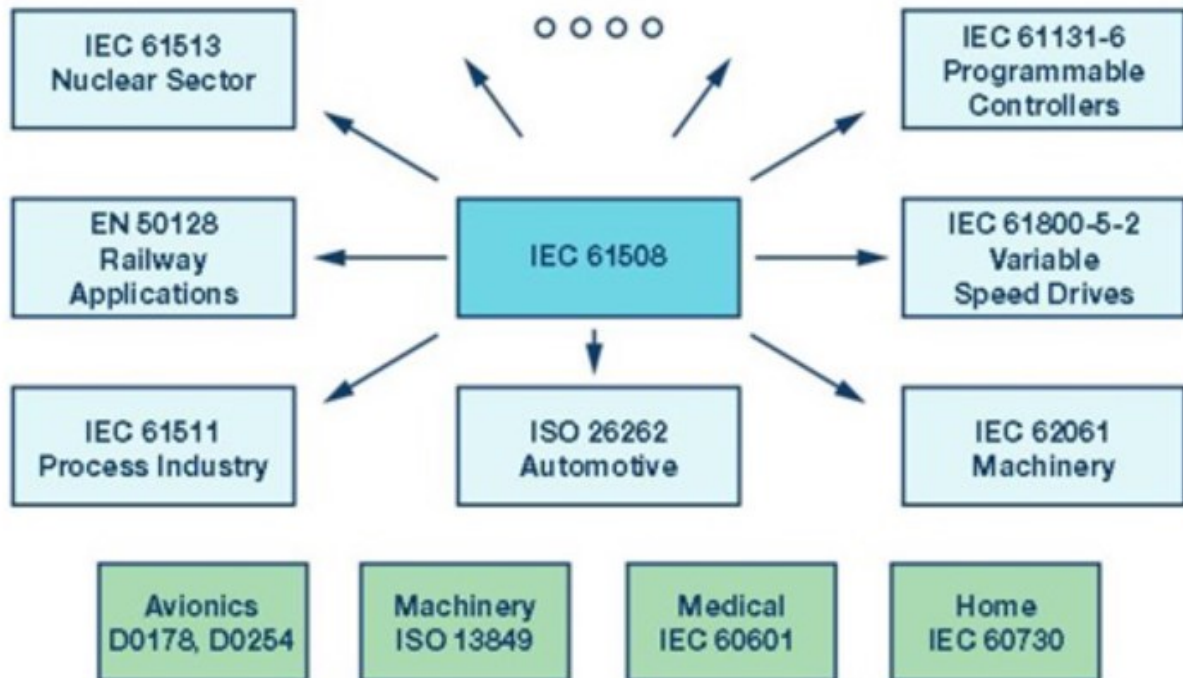 IEC 61513
Nuclear Sector
IEC 61131-6
Programmable
Controllers
EN 50128
Railway
Applications
IEC 61508
IEC 61800-5-2
Variable
Speed Drives
IEC 61511
Process Industry
ISO 26262
Automotive
IEC 62061
Machinery
Avionics
D0178, D0254
Machinery
ISO 13849
Medical
IEC 60601
Home
IEC 60730